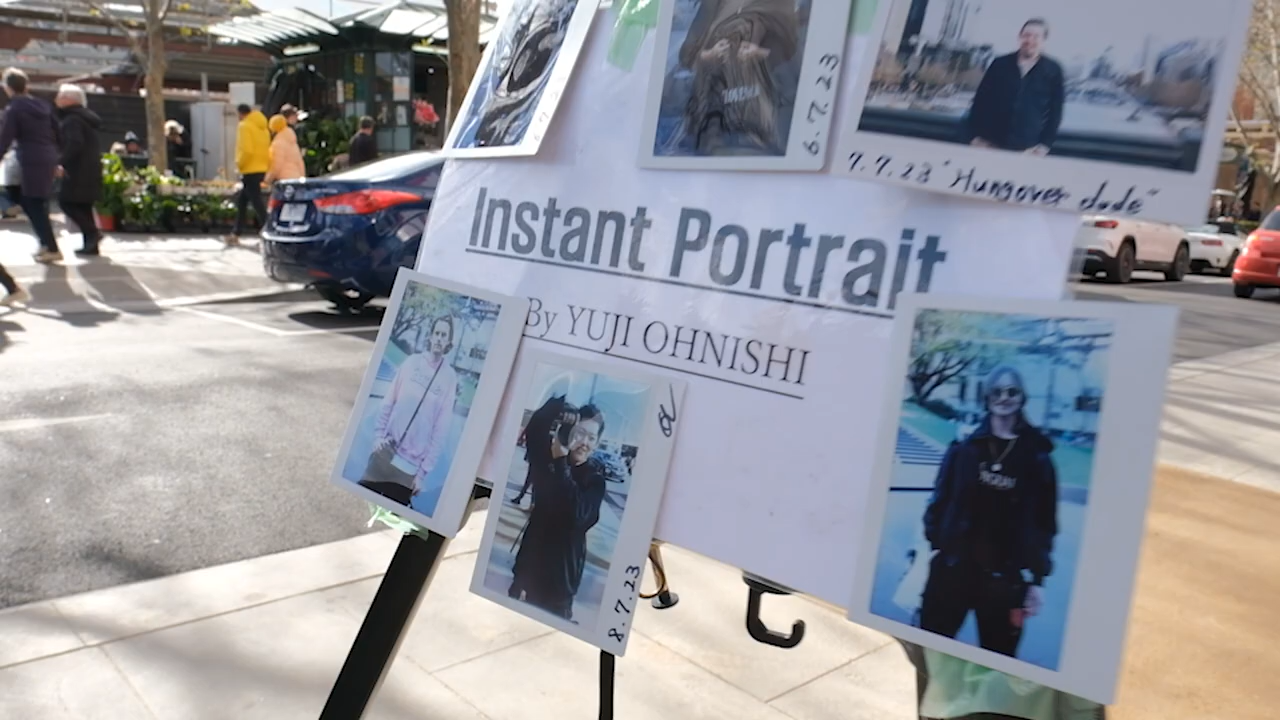 6.7.23
7.7.23 "Hungover dude"
Instant Portrait
By YUJI OHNISHI
8.7.23